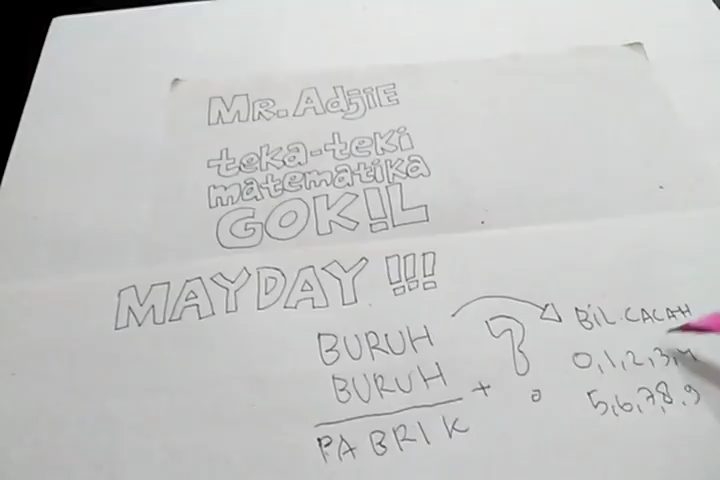 MR. AdjiE
teka-teki
matematika
GOK!L
MAYDAY !!!
BURUH
BURUH +
PABRIK
?
BiL. CACAH
0,1,2,3,4
5,6,7,8,9